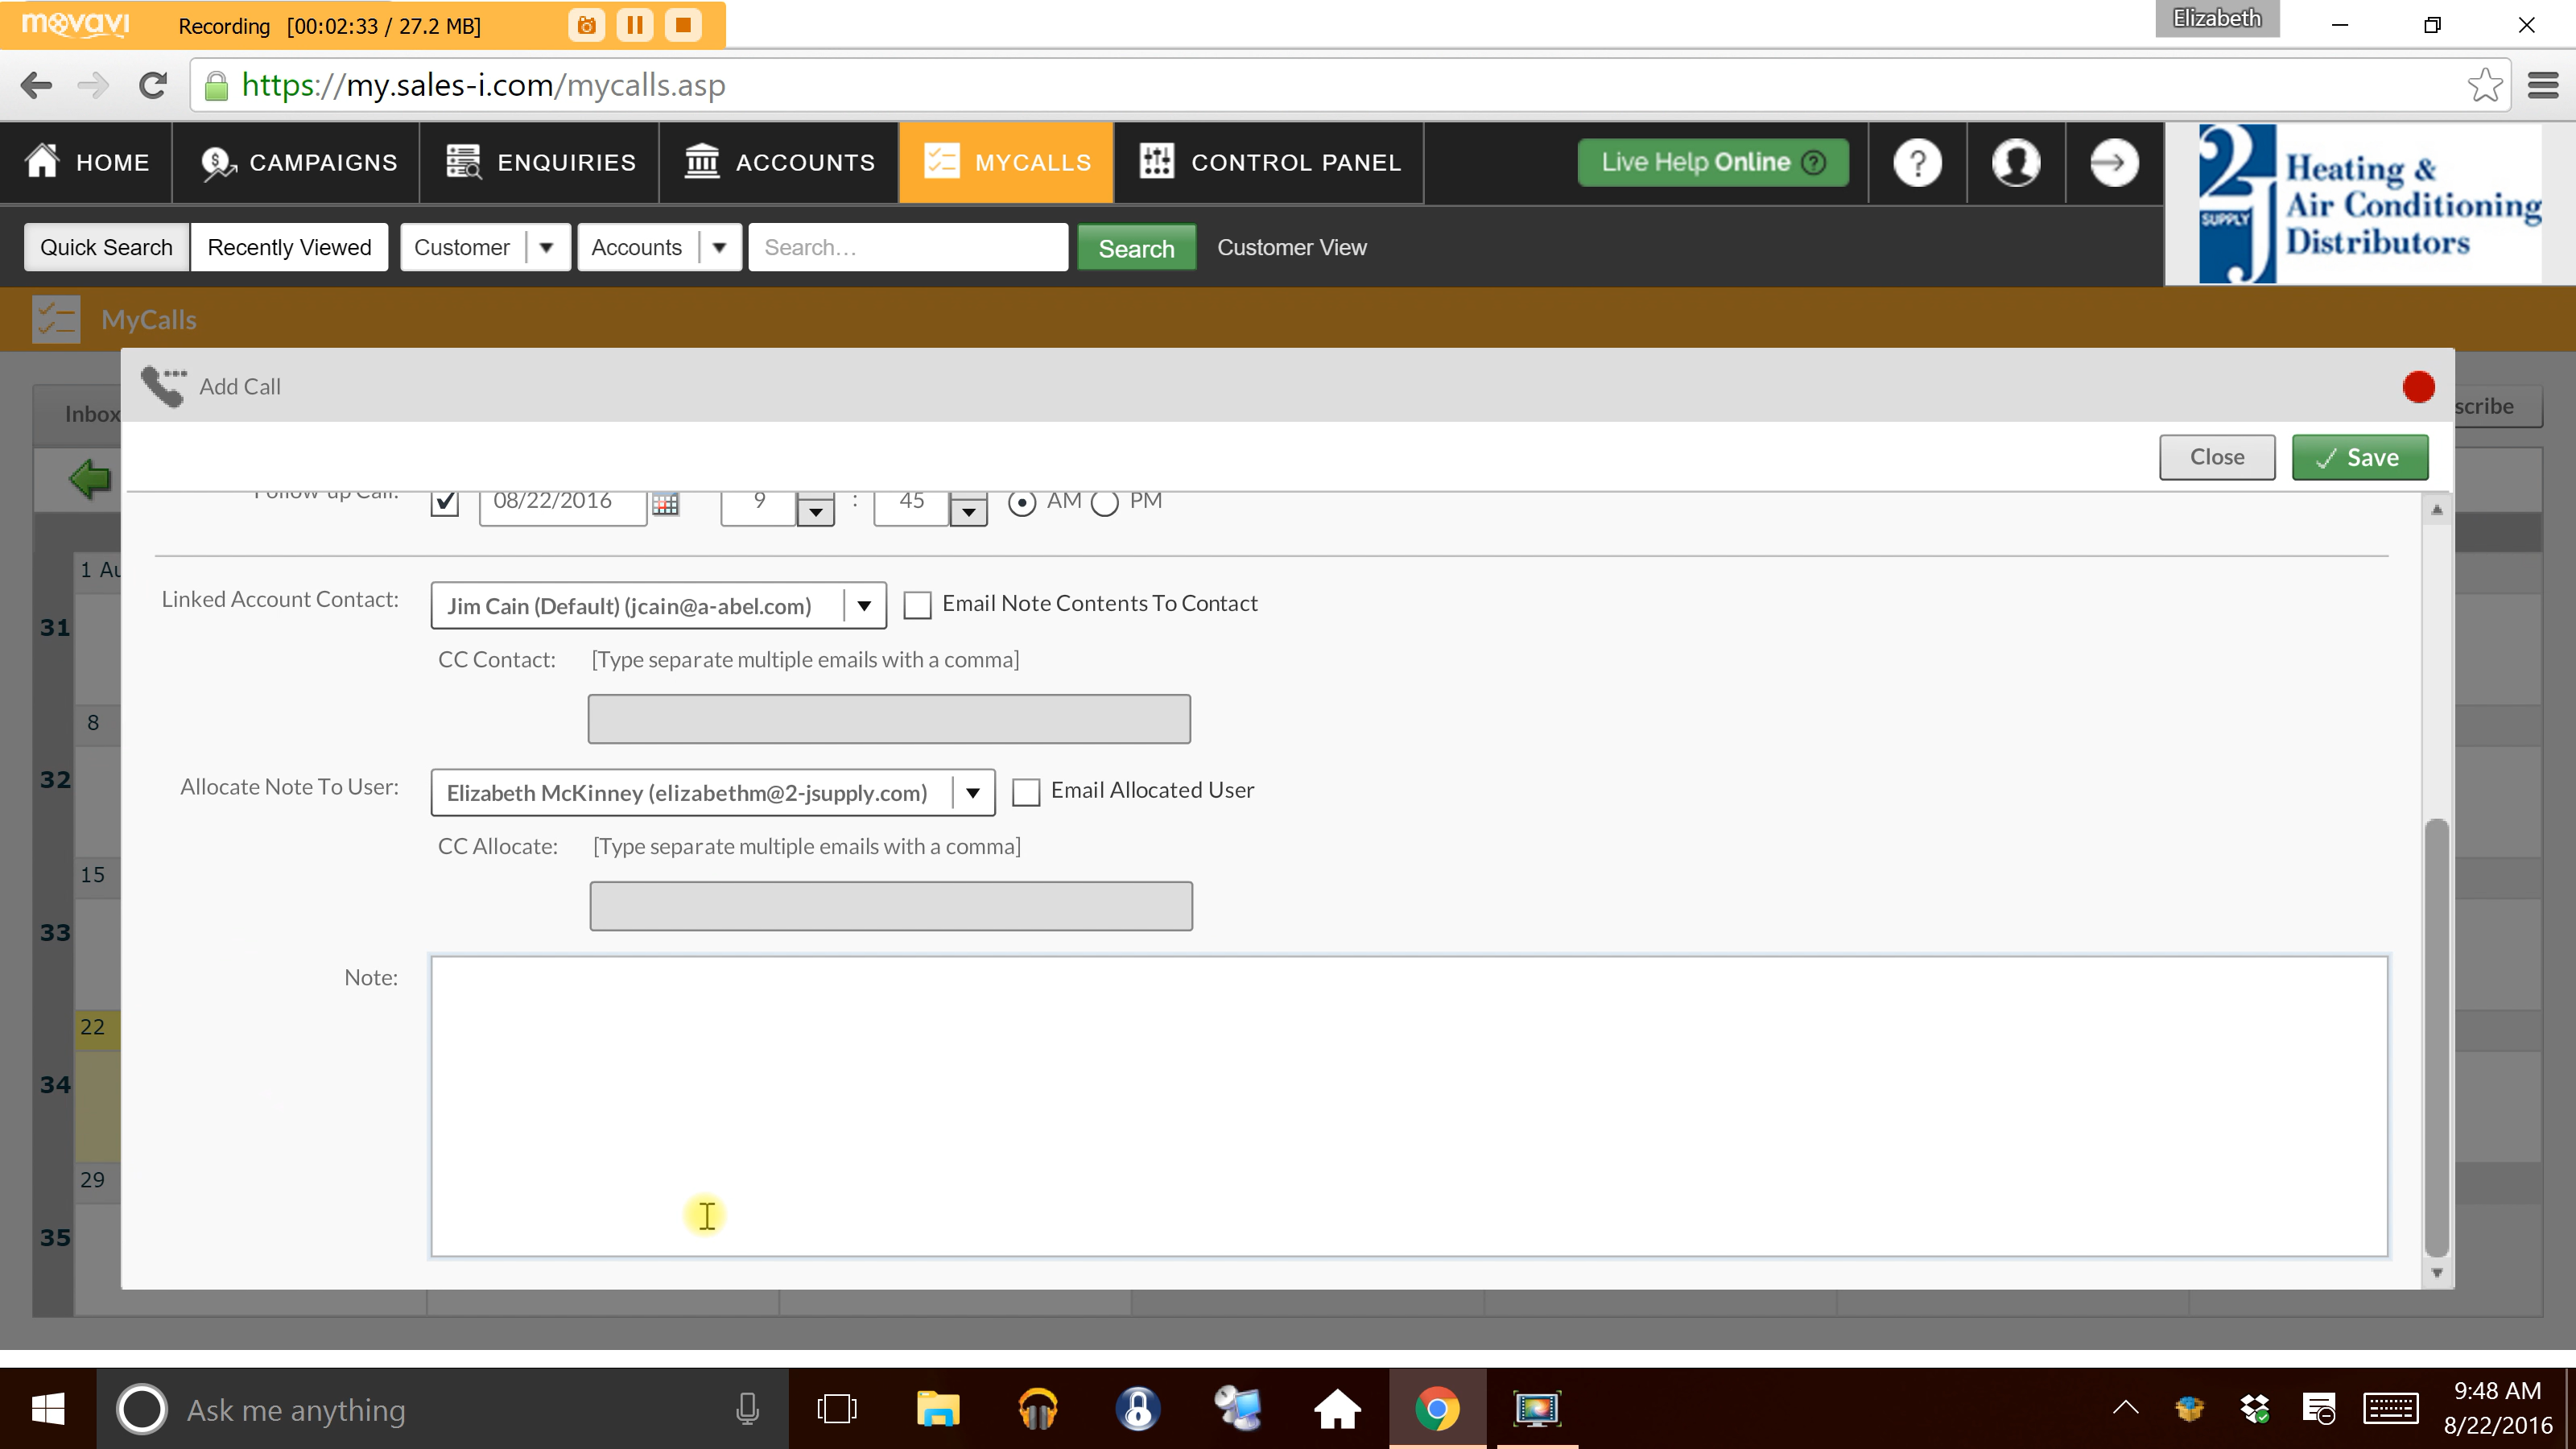 movavi
Recording [00:02:33 / 27.2 MB]
Elizabeth
https://my.sales-i.com/mycalls.asp
HOME
CAMPAIGNS
ENQUIRIES
ACCOUNTS
MYCALLS
CONTROL PANEL
Live Help Online ?
?
2J
SUPPLY
Heating &
Air Conditioning
Distributors
Quick Search
Recently Viewed
Customer
Accounts
Search...
Search
Customer View
MyCalls
Add Call
Inbox
scribe
Close
Save
Follow-up Call:
08/22/2016
9
:
45
AM
PM
1 Au
Linked Account Contact:
Jim Cain (Default) (jcain@a-abel.com)
Email Note Contents To Contact
31
CC Contact:
[Type separate multiple emails with a comma]
8
32
Allocate Note To User:
Elizabeth McKinney (elizabethm@2-jsupply.com)
Email Allocated User
CC Allocate:
[Type separate multiple emails with a comma]
15
33
Note:
22
34
29
35
Ask me anything
9:48 AM
8/22/2016